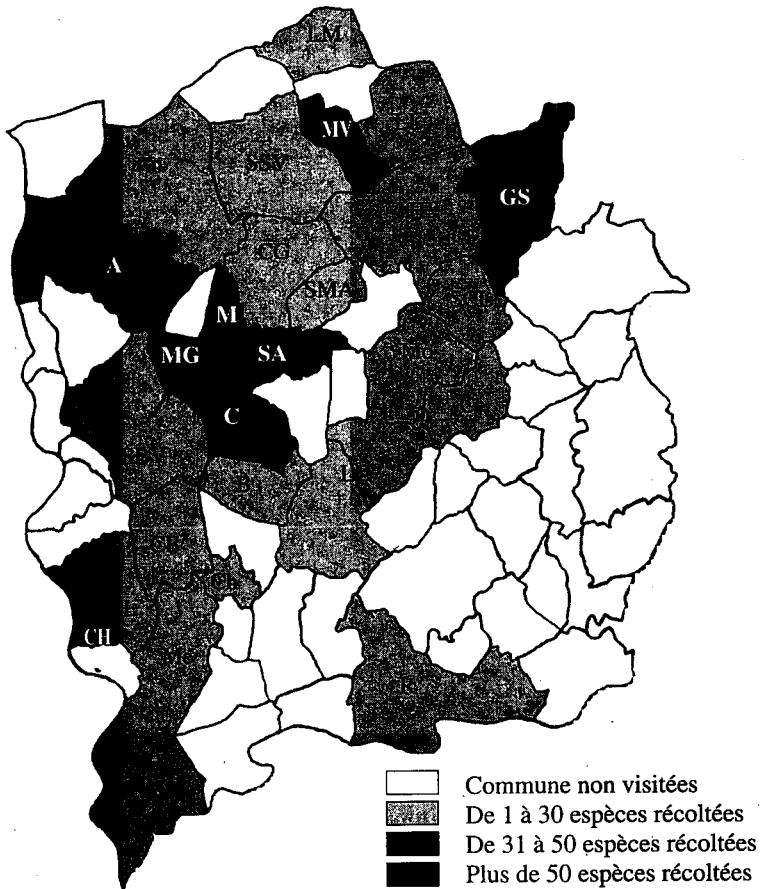 LM
MV
SSV
GS
A
CG
SMA
M
MG
SA
C
B
CH
Commune non visitées
De 1 à 30 espèces récoltées
De 31 à 50 espèces récoltées
Plus de 50 espèces récoltées